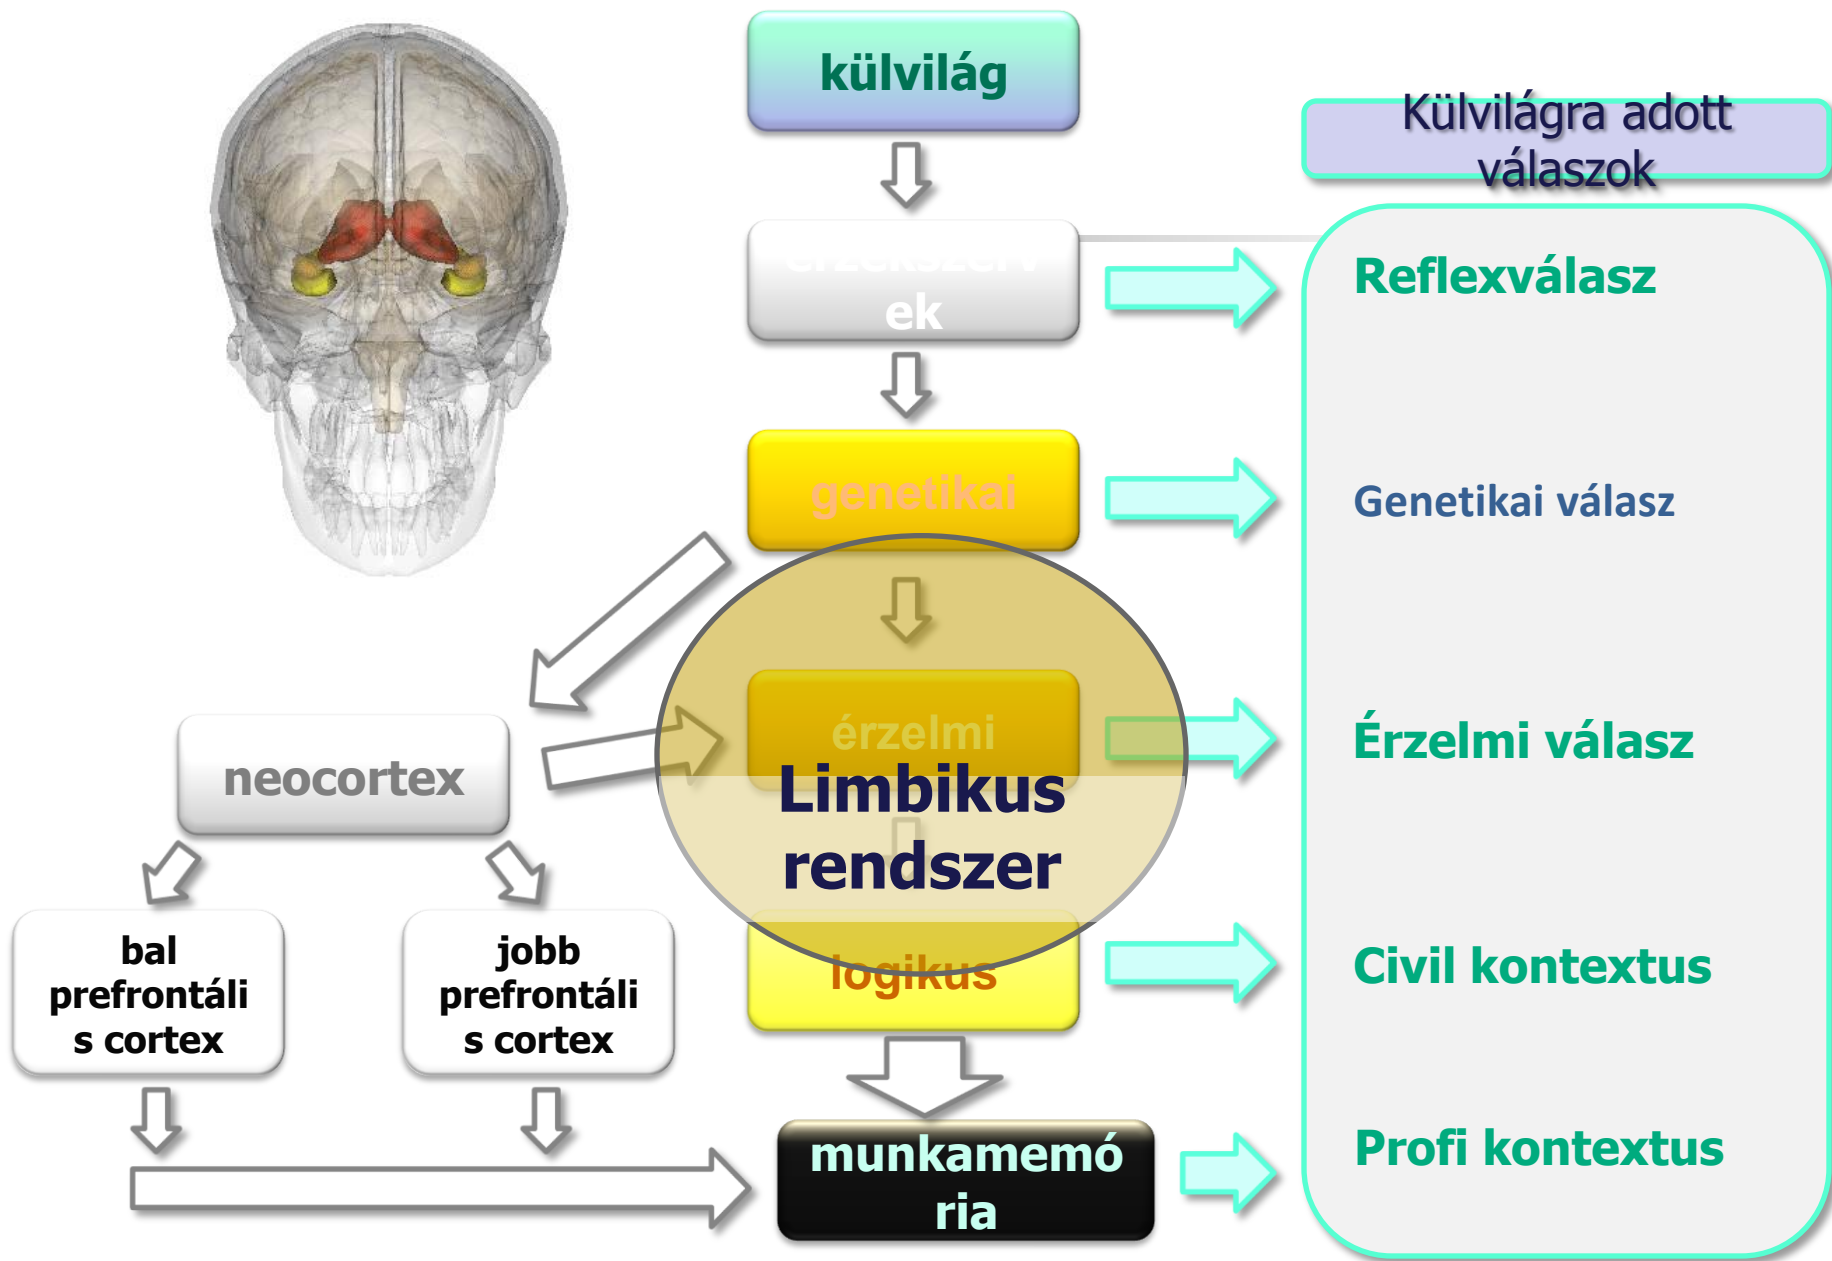 külvilág
Külvilágra adott
válaszok
érzékszerv
ek
Reflexválasz
genetikai
Genetikai válasz
érzelmi
Érzelmi válasz
neocortex
Limbikus
rendszer
bal
prefrontáli
s cortex
jobb
prefrontáli
s cortex
logikus
Civil kontextus
munkamemó
ria
Profi kontextus